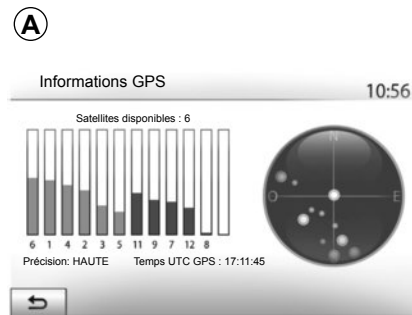 A
Informations GPS
10:56
Satellites disponibles : 6
N
O
E
6 1 4 2 3 5 11 9 7 12 8
Précision: HAUTE
Temps UTC GPS : 17:11:45